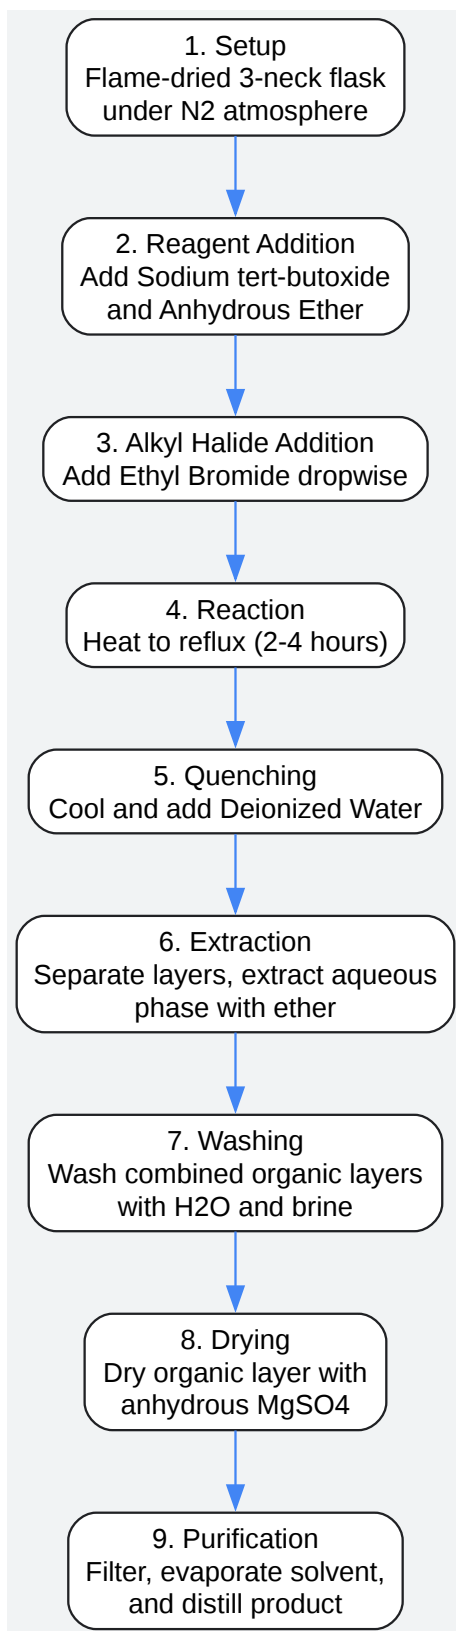 1. Setup
Flame-dried 3-neck flask
under N2 atmosphere
2. Reagent Addition
Add Sodium tert-butoxide
and Anhydrous Ether
3. Alkyl Halide Addition
Add Ethyl Bromide dropwise
4. Reaction
Heat to reflux (2-4 hours)
5. Quenching
Cool and add Deionized Water
6. Extraction
Separate layers, extract aqueous
phase with ether
7. Washing
Wash combined organic layers
with H2O and brine
8. Drying
Dry organic layer with
anhydrous MgSO4
9. Purification
Filter, evaporate solvent,
and distill product